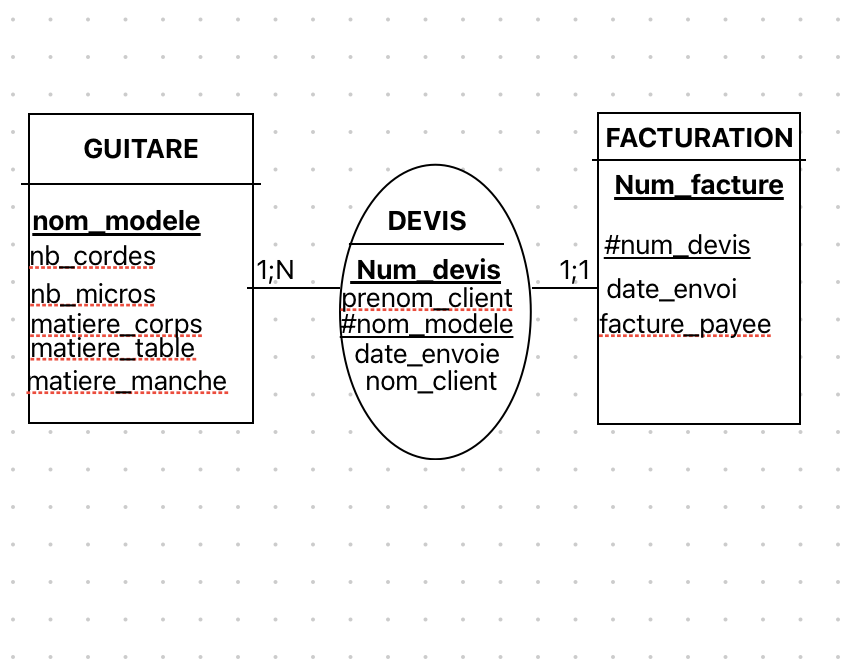 GUITARE
nom_modele
nb_cordes
nb_micros
matiere_corps
matiere_table
matiere_manche
1;N
DEVIS
Num_devis
prenom_client
#nom_modele
date_envoie
nom_client
1;1
FACTURATION
Num_facture
#num_devis
date_envoi
facture_payee